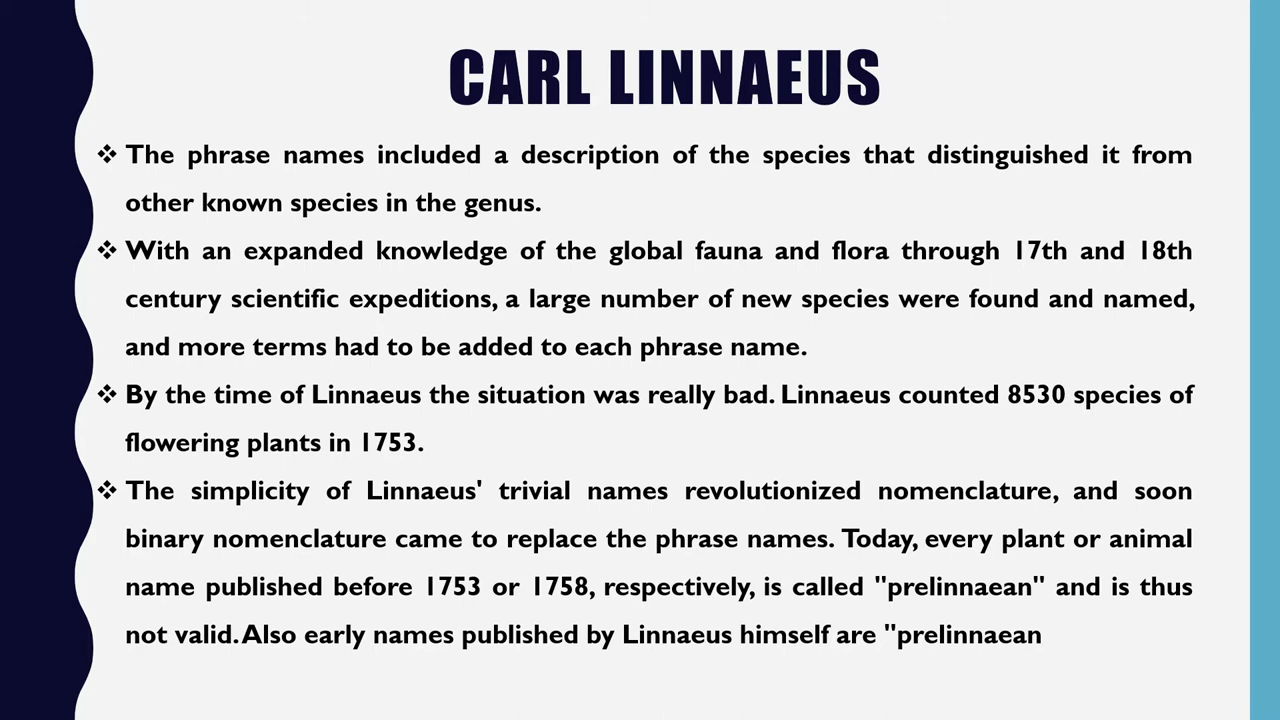 CARL LINNAEUS
❖ The phrase names included a description of the species that distinguished it from
other known species in the genus.
❖ With an expanded knowledge of the global fauna and flora through 17th and 18th
century scientific expeditions, a large number of new species were found and named,
and more terms had to be added to each phrase name.
❖ By the time of Linnaeus the situation was really bad. Linnaeus counted 8530 species of
flowering plants in 1753.
❖ The simplicity of Linnaeus' trivial names revolutionized nomenclature, and soon
binary nomenclature came to replace the phrase names. Today, every plant or animal
name published before 1753 or 1758, respectively, is called "prelinnaean" and is thus
not valid. Also early names published by Linnaeus himself are "prelinnaean